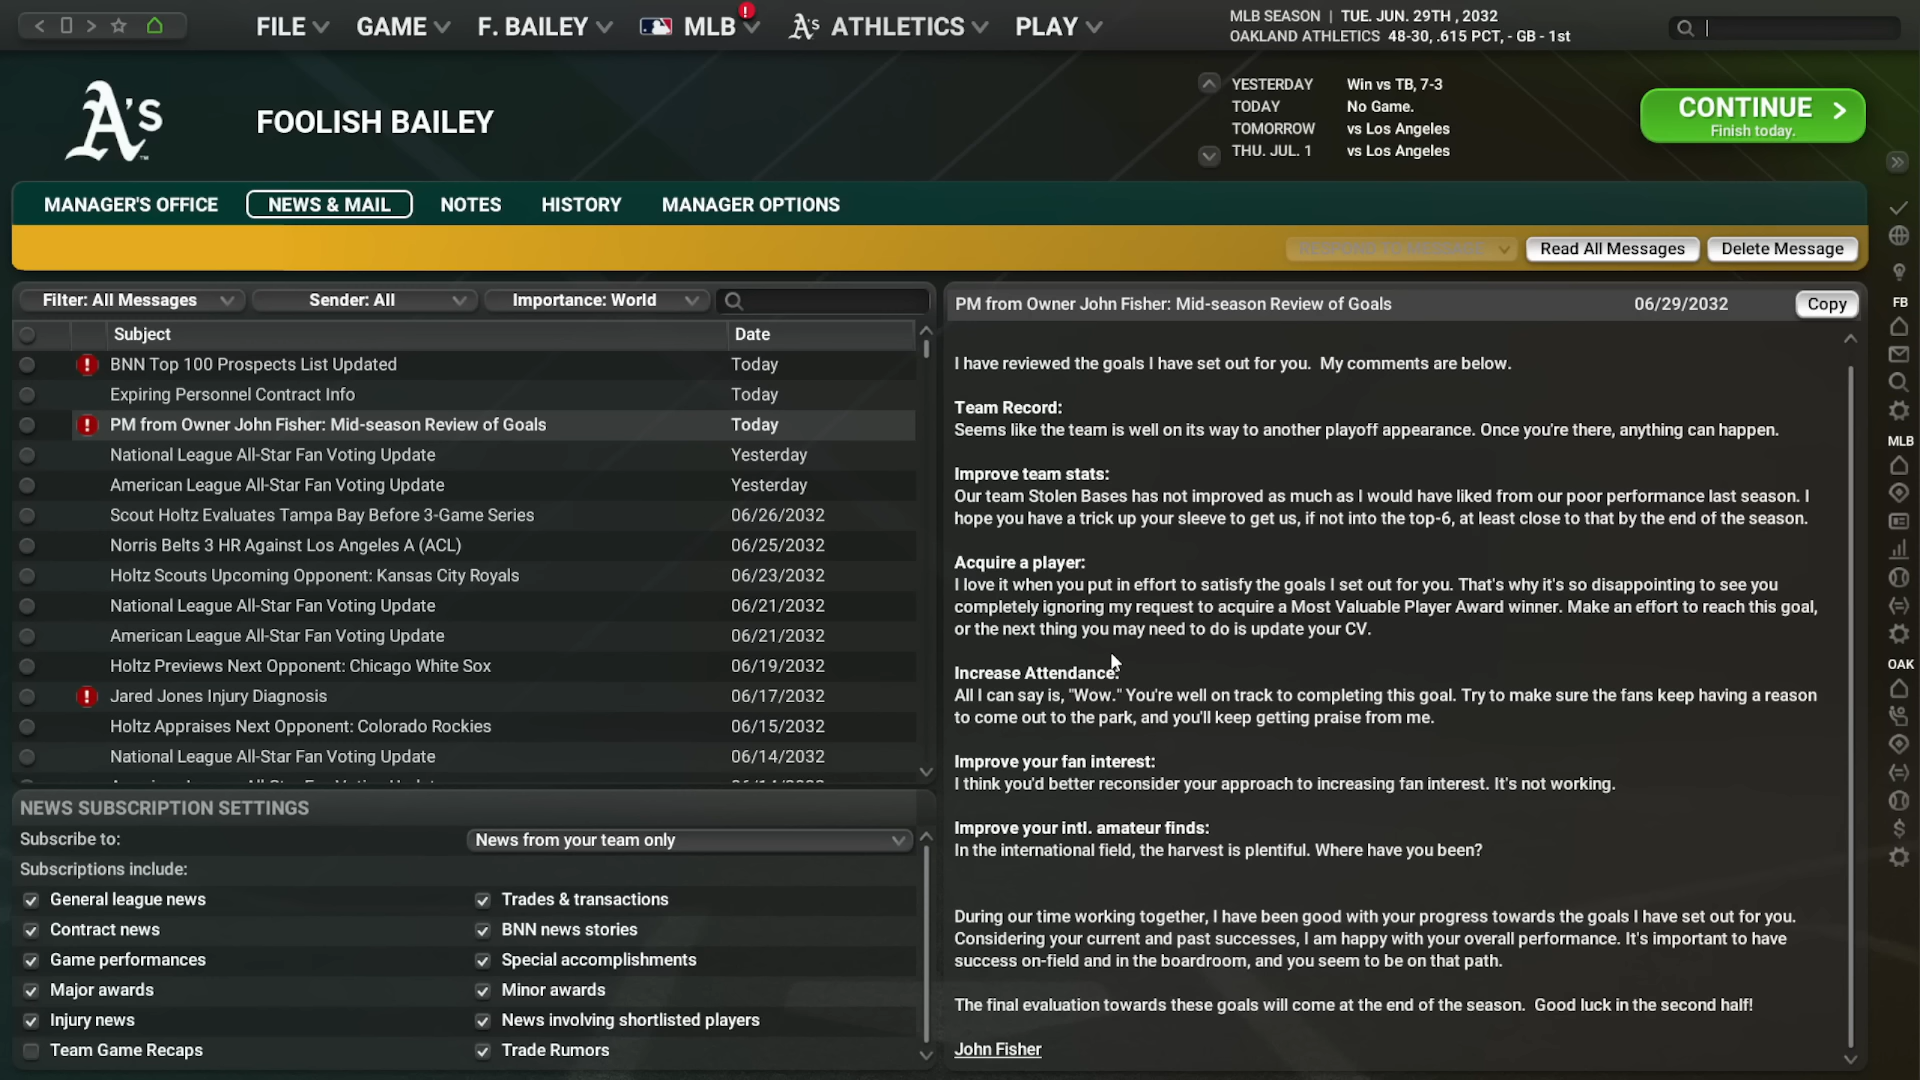 FILE
GAME
F. BAILEY
MLB
!
A's ATHLETICS
PLAY
MLB SEASON | TUE. JUN. 29TH , 2032
OAKLAND ATHLETICS 48-30, .615 PCT, - GB - 1st
A's
FOOLISH BAILEY
YESTERDAY Win vs TB, 7-3
TODAY No Game.
TOMORROW vs Los Angeles
THU. JUL. 1 vs Los Angeles
CONTINUE
Finish today.
MANAGER'S OFFICE
NEWS & MAIL
NOTES
HISTORY
MANAGER OPTIONS
RESPOND TO MESSAGE
Read All Messages
Delete Message
Filter: All Messages
Sender: All
Importance: World
Subject Date
! BNN Top 100 Prospects List Updated Today
Expiring Personnel Contract Info Today
! PM from Owner John Fisher: Mid-season Review of Goals Today
National League All-Star Fan Voting Update Yesterday
American League All-Star Fan Voting Update Yesterday
Scout Holtz Evaluates Tampa Bay Before 3-Game Series 06/26/2032
Norris Belts 3 HR Against Los Angeles A (ACL) 06/25/2032
Holtz Scouts Upcoming Opponent: Kansas City Royals 06/23/2032
National League All-Star Fan Voting Update 06/21/2032
American League All-Star Fan Voting Update 06/21/2032
Holtz Previews Next Opponent: Chicago White Sox 06/19/2032
! Jared Jones Injury Diagnosis 06/17/2032
Holtz Appraises Next Opponent: Colorado Rockies 06/15/2032
National League All-Star Fan Voting Update 06/14/2032
NEWS SUBSCRIPTION SETTINGS
Subscribe to: News from your team only
Subscriptions include:
General league news Trades & transactions
Contract news BNN news stories
Game performances Special accomplishments
Major awards Minor awards
Injury news News involving shortlisted players
Team Game Recaps Trade Rumors
PM from Owner John Fisher: Mid-season Review of Goals 06/29/2032
Copy
I have reviewed the goals I have set out for you. My comments are below.
Team Record:
Seems like the team is well on its way to another playoff appearance. Once you're there, anything can happen.
Improve team stats:
Our team Stolen Bases has not improved as much as I would have liked from our poor performance last season. I
hope you have a trick up your sleeve to get us, if not into the top-6, at least close to that by the end of the season.
Acquire a player:
I love it when you put in effort to satisfy the goals I set out for you. That's why it's so disappointing to see you
completely ignoring my request to acquire a Most Valuable Player Award winner. Make an effort to reach this goal,
or the next thing you may need to do is update your CV.
Increase Attendance:
All I can say is, "Wow." You're well on track to completing this goal. Try to make sure the fans keep having a reason
to come out to the park, and you'll keep getting praise from me.
Improve your fan interest:
I think you'd better reconsider your approach to increasing fan interest. It's not working.
Improve your intl. amateur finds:
In the international field, the harvest is plentiful. Where have you been?
During our time working together, I have been good with your progress towards the goals I have set out for you.
Considering your current and past successes, I am happy with your overall performance. It's important to have
success on-field and in the boardroom, and you seem to be on that path.
The final evaluation towards these goals will come at the end of the season. Good luck in the second half!
John Fisher
FB
MLB
OAK